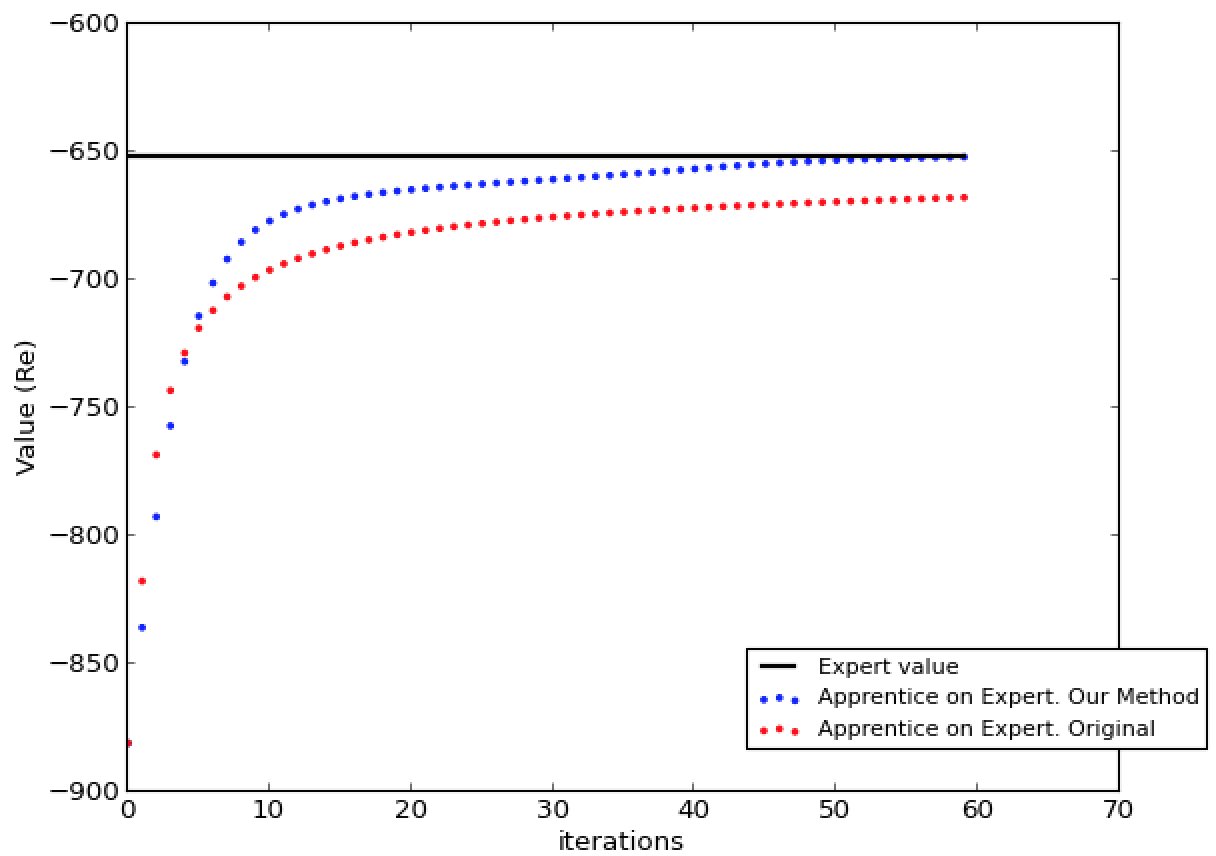 −600
−650
−700
−750
−800
−850
−900
Value (Re)
0 10 20 30 40 50 60 70
iterations
Expert value
Apprentice on Expert. Our Method
Apprentice on Expert. Original